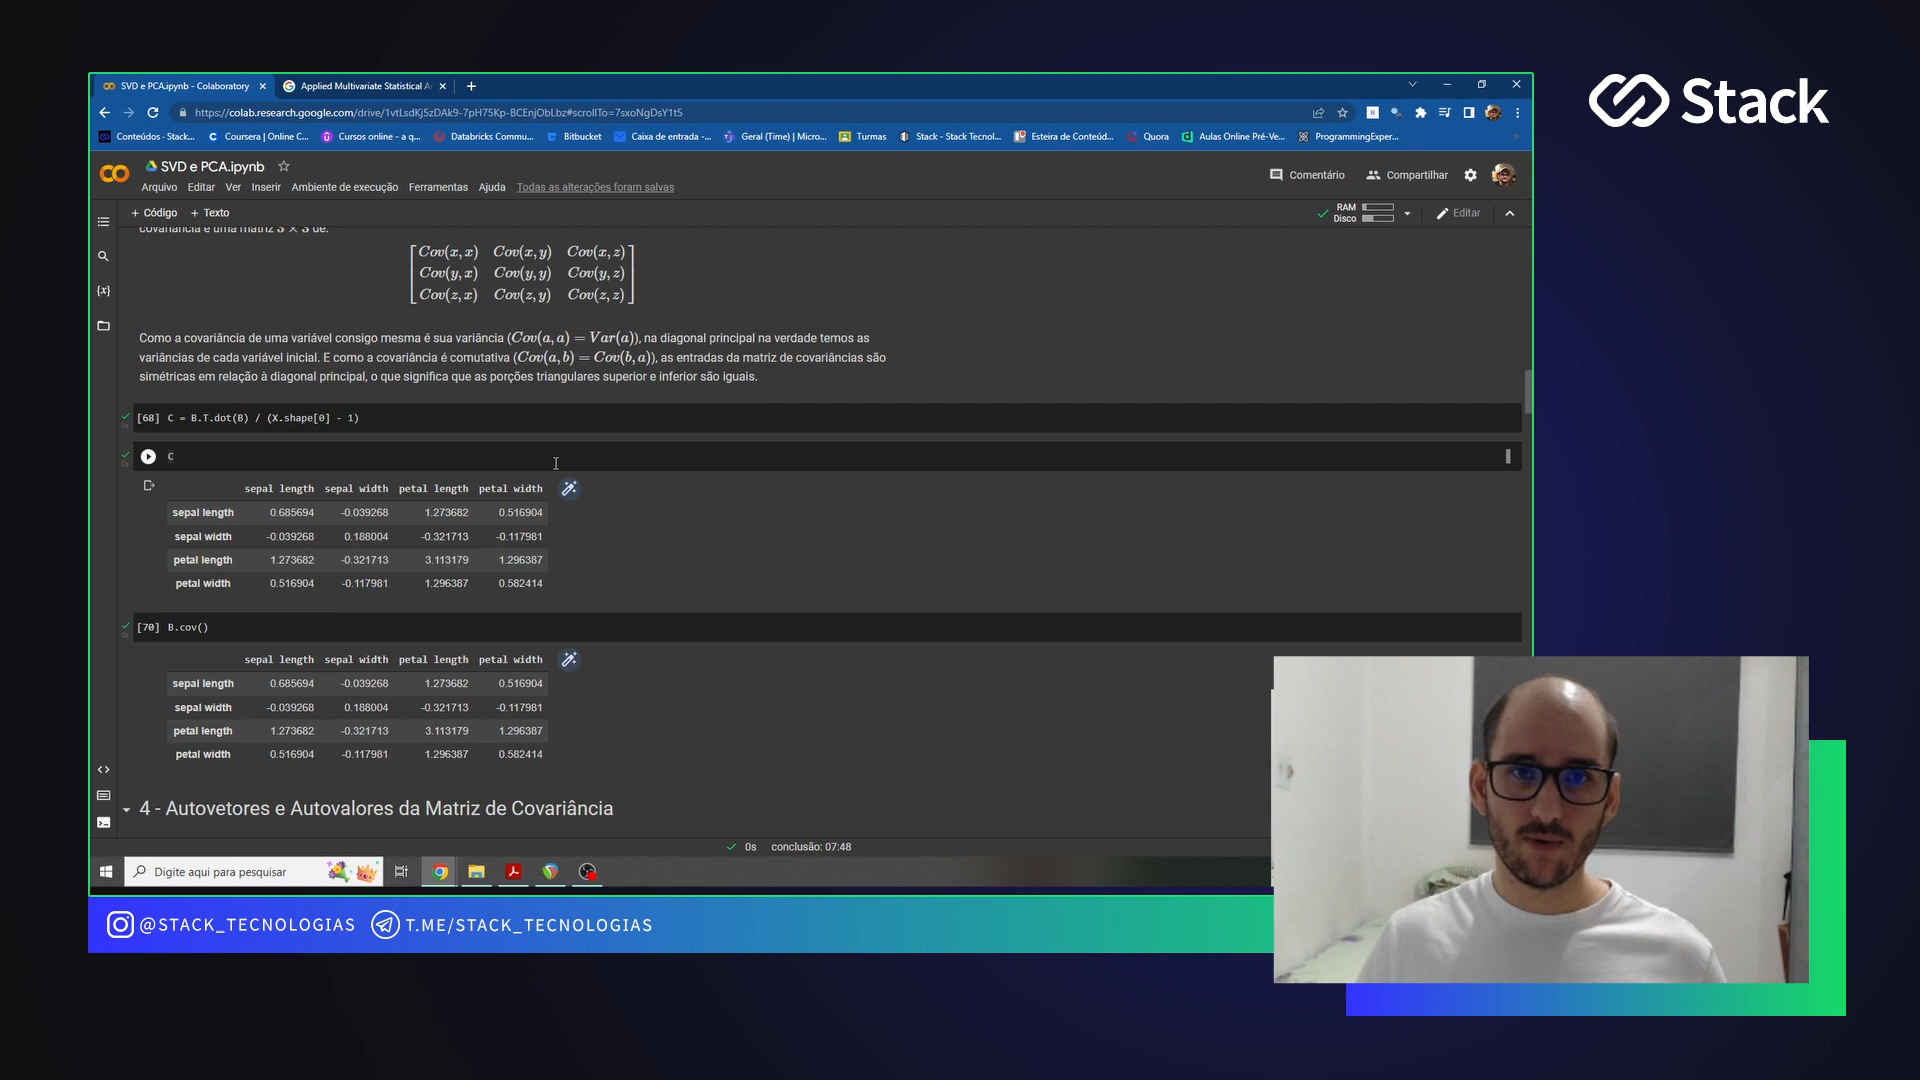 Stack
SVD e PCA.ipynb - Colaboratory
Applied Multivariate Statistical A
https://colab.research.google.com/drive/1vtLsdKj5zDAk9-7pH75Kp-BCEnjObLbz#scrollTo=7sxoNgDsY1t5
Conteúdos - Stack...
Coursera | Online C...
Cursos online - a q...
Databricks Commu...
Bitbucket
Caixa de entrada -...
Geral (Time) | Micro...
Turmas
Stack - Stack Tecnol...
Esteira de Conteúd...
Quora
Aulas Online Pré-Ve...
ProgrammingExper...
SVD e PCA.ipynb
Arquivo Editar Ver Inserir Ambiente de execução Ferramentas Ajuda Todas as alterações foram salvas
Comentário
Compartilhar
+ Código + Texto
RAM
Disco
Editar
covariância é uma matriz 3 × 3 de:
Cov(x, x) Cov(x, y) Cov(x, z)
Cov(y, x) Cov(y, y) Cov(y, z)
Cov(z, x) Cov(z, y) Cov(z, z)
Como a covariância de uma variável consigo mesma é sua variância (Cov(a, a) = Var(a)), na diagonal principal na verdade temos as
variâncias de cada variável inicial. E como a covariância é comutativa (Cov(a, b) = Cov(b, a)), as entradas da matriz de covariâncias são
simétricas em relação à diagonal principal, o que significa que as porções triangulares superior e inferior são iguais.
[68] C = B.T.dot(B) / (X.shape[0] - 1)
C
sepal length sepal width petal length petal width
sepal length 0.685694 -0.039268 1.273682 0.516904
sepal width -0.039268 0.188004 -0.321713 -0.117981
petal length 1.273682 -0.321713 3.113179 1.296387
petal width 0.516904 -0.117981 1.296387 0.582414
[70] B.cov()
sepal length sepal width petal length petal width
sepal length 0.685694 -0.039268 1.273682 0.516904
sepal width -0.039268 0.188004 -0.321713 -0.117981
petal length 1.273682 -0.321713 3.113179 1.296387
petal width 0.516904 -0.117981 1.296387 0.582414
4 - Autovetores e Autovalores da Matriz de Covariância
0s conclusão: 07:48
Digite aqui para pesquisar
@STACK_TECNOLOGIAS
T.ME/STACK_TECNOLOGIAS